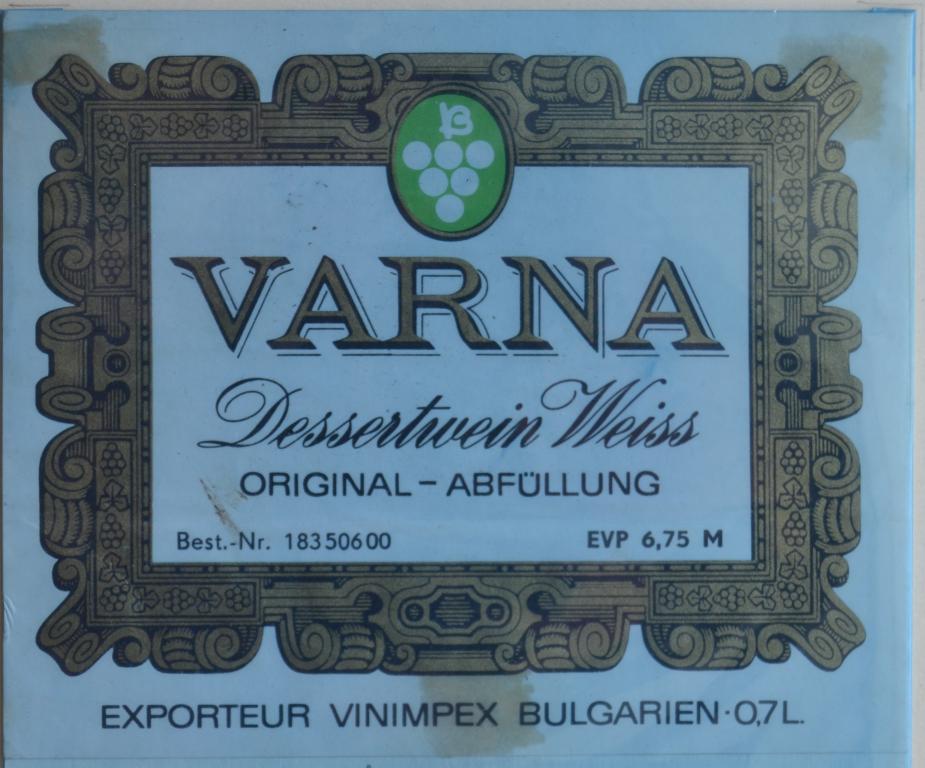 B
VARNA
Dessertwein Weiss
ORIGINAL - ABFÜLLUNG
Best.-Nr. 18350600 EVP 6,75 M
EXPORTEUR VINIMPEX BULGARIEN·0,7L.